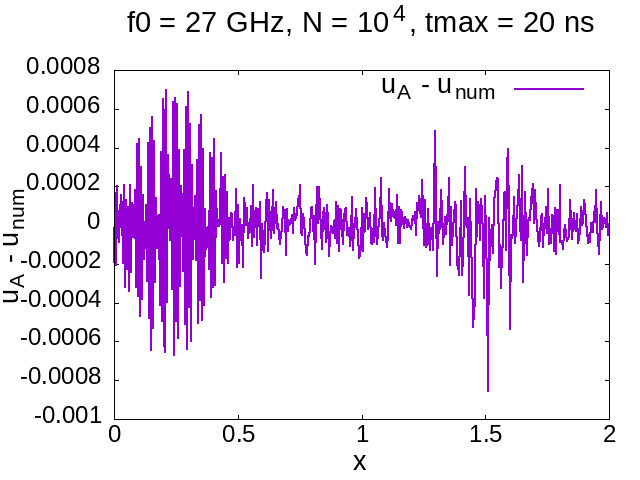 f0 = 27 GHz, N = 10^4, tmax = 20 ns
u_A - u_num
0.0008
0.0006
0.0004
0.0002
0
-0.0002
-0.0004
-0.0006
-0.0008
-0.001
u_A - u_num
0 0.5 1 1.5 2
x